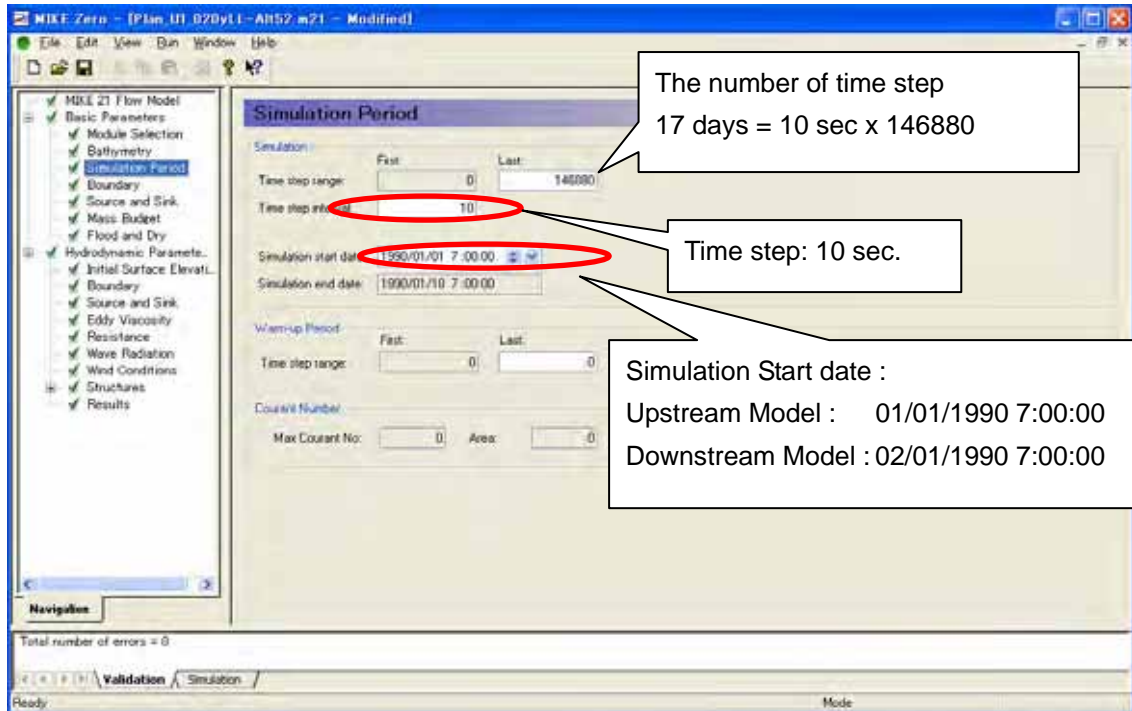 MIKE Zero - [Plan_U1_020yLL-Alt52.m21 - Modified]
File Edit View Run Window Help
MIKE 21 Flow Model
Basic Parameters
Module Selection
Bathymetry
Simulation Period
Boundary
Source and Sink
Mass Budget
Flood and Dry
Hydrodynamic Paramete..
Initial Surface Elevati..
Boundary
Source and Sink
Eddy Viscosity
Resistance
Wave Radiation
Wind Conditions
Structures
Results
Navigation
Simulation Period
Simulation
First: Last:
Time step range: 0 146880
Time step interval: 10
Simulation start date: 1990/01/01 7:00:00
Simulation end date: 1990/01/18 7:00:00
Warm-up Period
First: Last:
Time step range: 0 0
Courant Number
Max Courant No: 0 Area: 0
The number of time step
17 days = 10 sec x 146880
Time step: 10 sec.
Simulation Start date :
Upstream Model : 01/01/1990 7:00:00
Downstream Model : 02/01/1990 7:00:00
Total number of errors = 0
Validation Simulation
Ready Mode